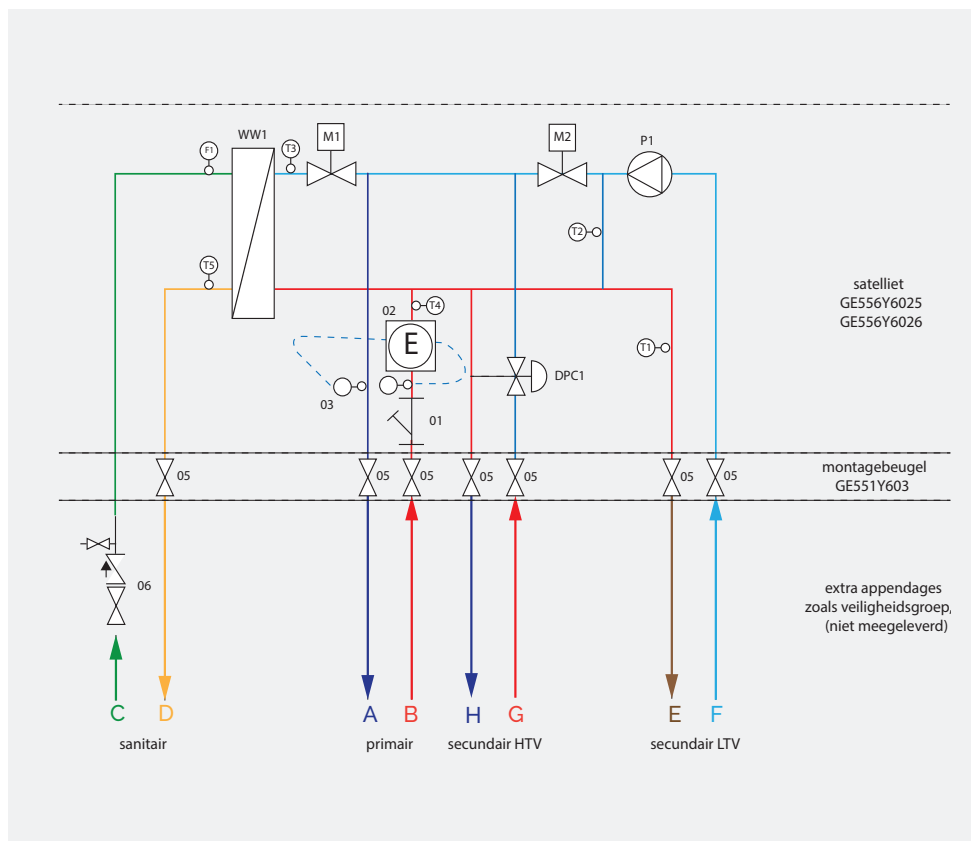 M1
M2
P1
WW1
F1
T3
T2
T5
satelliet
GE556Y6025
GE556Y6026
02
T4
E
T1
DPC1
03
01
05
05
05
05
05
05
05
montagebeugel
GE551Y603
06
extra appendages
zoals veiligheidsgroep,
(niet meegeleverd)
C
D
A
B
H
G
E
F
sanitair
primair
secundair HTV
secundair LTV